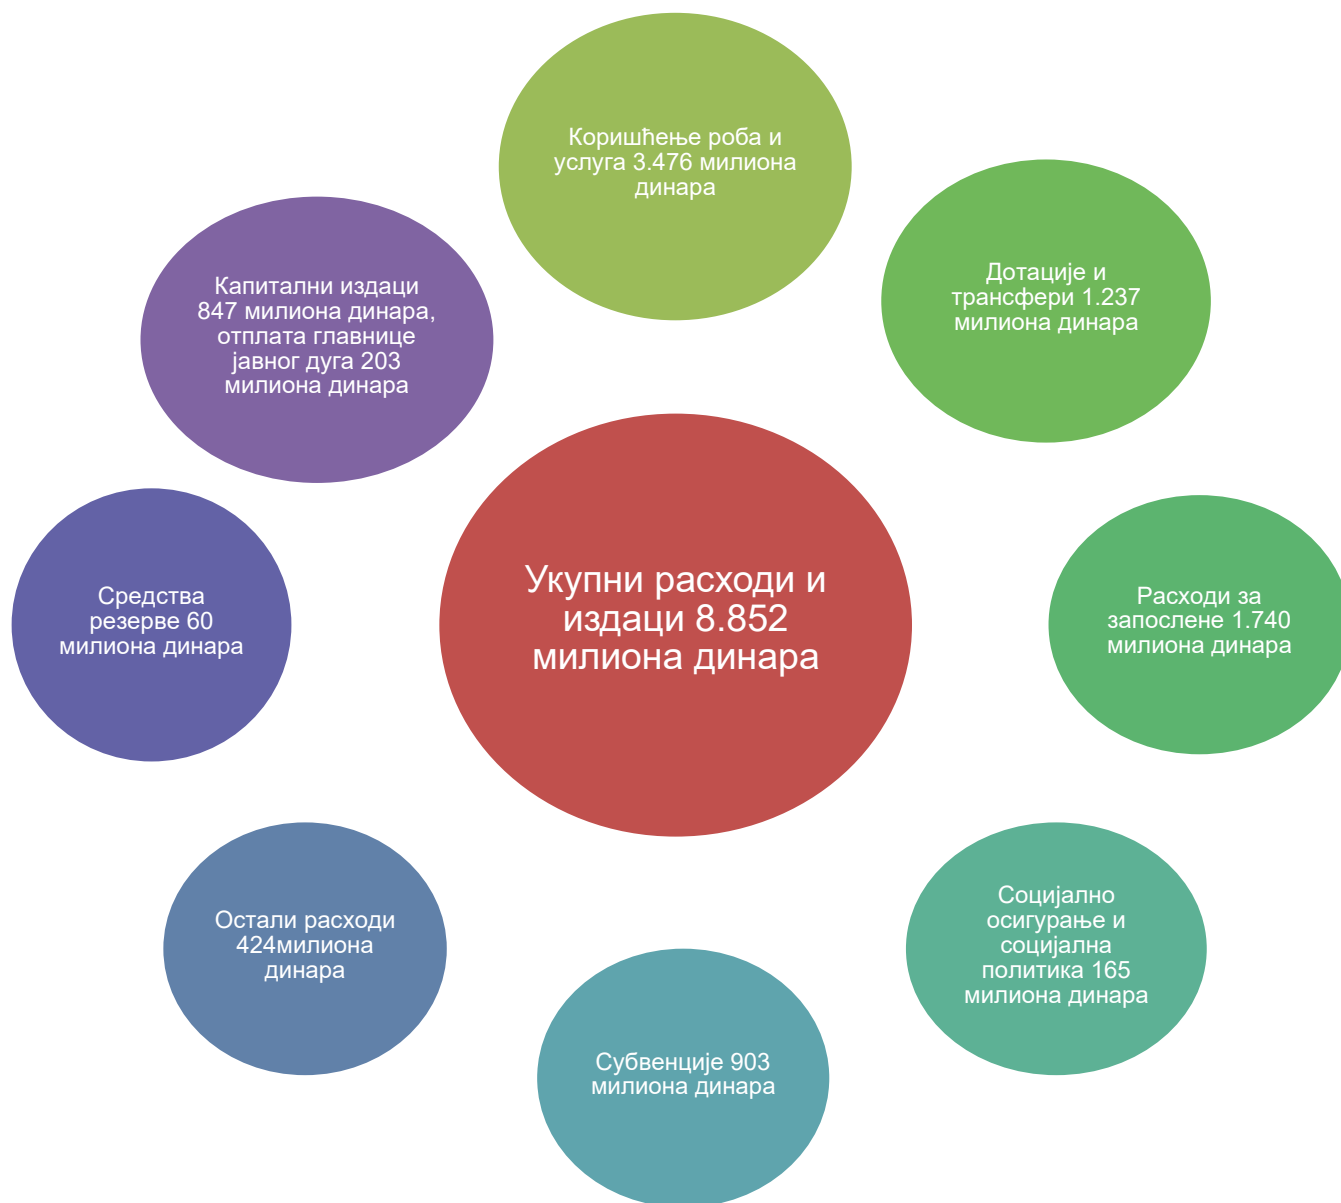 Коришћење роба и
услуга 3.476 милиона
динара
Дотације и
трансфери 1.237
милиона динара
Капитални издаци
847 милиона динара,
отплата главнице
јавног дуга 203
милиона динара
Укупни расходи и
издаци 8.852
милиона динара
Средства
резерве 60
милиона динара
Расходи за
запослене 1.740
милиона динара
Остали расходи
424милиона
динара
Социјално
осигурање и
социјална
политика 165
милиона динара
Субвенције 903
милиона динара